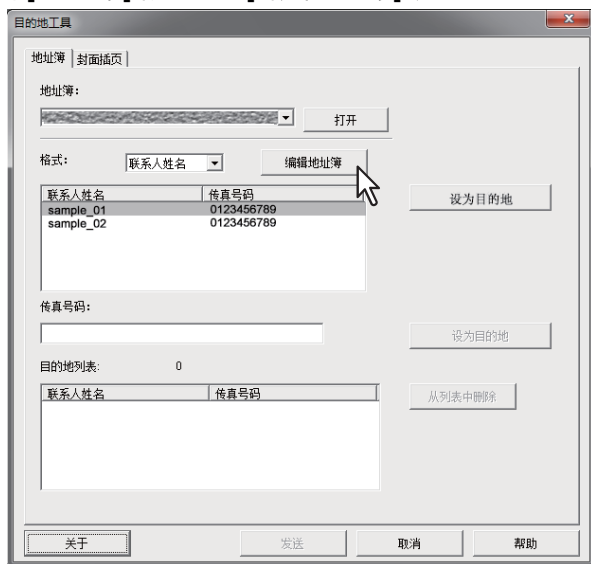 目的地工具
地址簿 封面插页
地址簿：
打开
格式： 联系人姓名 编辑地址簿
联系人姓名 传真号码
sample_01 0123456789
sample_02 0123456789
设为目的地
传真号码：
设为目的地
目的地列表: 0
联系人姓名 传真号码
从列表中删除
关于 发送 取消 帮助